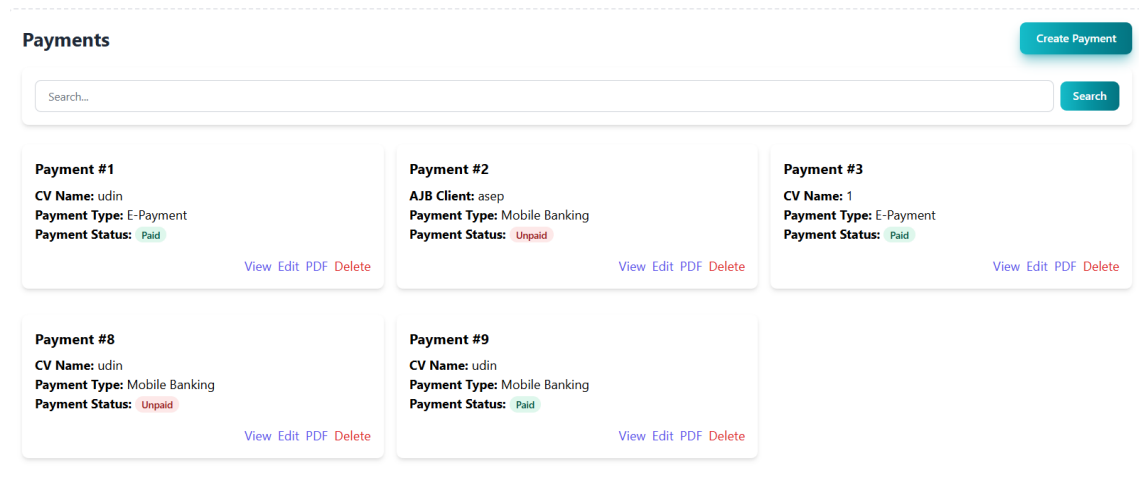 Payments
Create Payment
Search...
Search
Payment #1
CV Name: udin
Payment Type: E-Payment
Payment Status: Paid
View Edit PDF Delete
Payment #2
AJB Client: asep
Payment Type: Mobile Banking
Payment Status: Unpaid
View Edit PDF Delete
Payment #3
CV Name: 1
Payment Type: E-Payment
Payment Status: Paid
View Edit PDF Delete
Payment #8
CV Name: udin
Payment Type: Mobile Banking
Payment Status: Unpaid
View Edit PDF Delete
Payment #9
CV Name: udin
Payment Type: Mobile Banking
Payment Status: Paid
View Edit PDF Delete